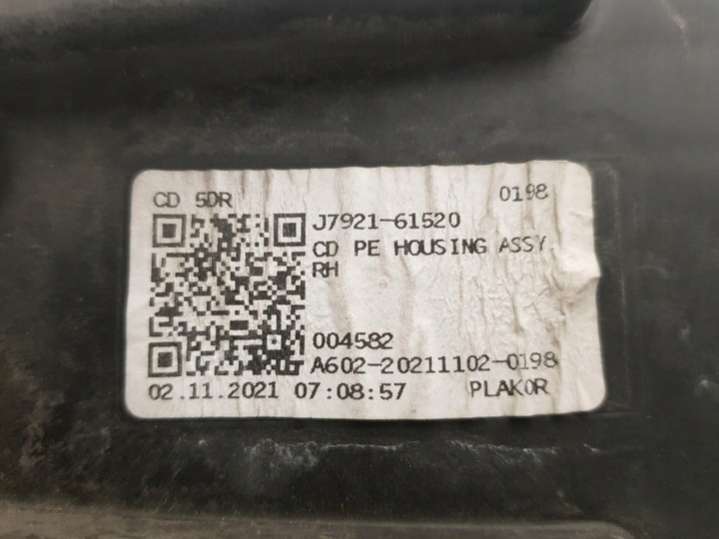 CD 5DR 0198
J7921-61520
CD PE HOUSING ASSY,
RH
004582
A602-20211102-0198
02.11.2021 07:08:57 PLAKOR